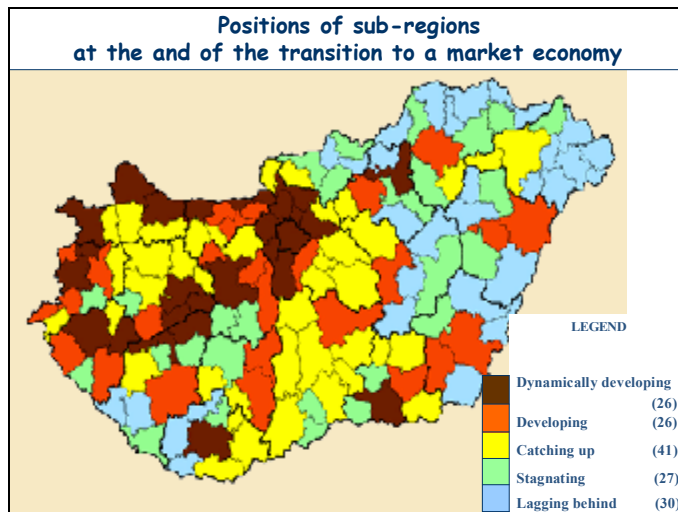 Positions of sub-regions
at the and of the transition to a market economy
LEGEND
Dynamically developing
(26)
Developing (26)
Catching up (41)
Stagnating (27)
Lagging behind (30)